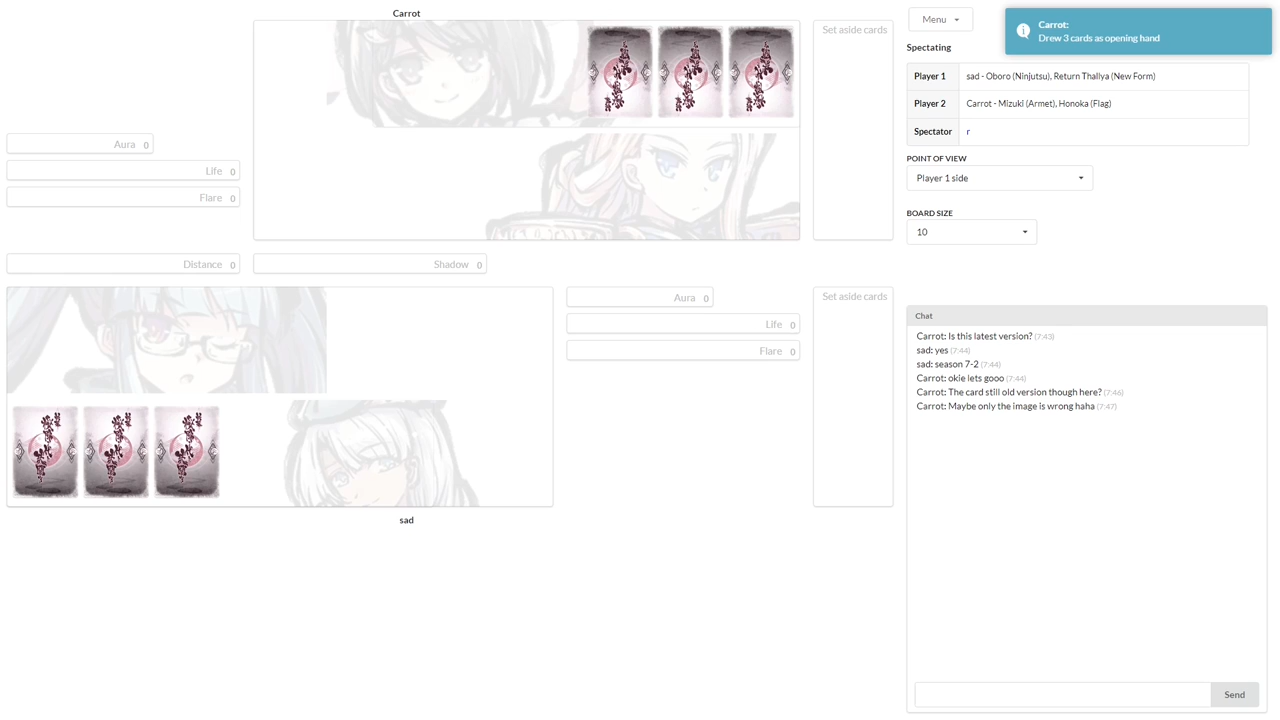 Carrot
Set aside cards
Menu
Carrot:
Drew 3 cards as opening hand
Spectating
Player 1 sad - Oboro (Ninjutsu), Return Thallya (New Form)
Player 2 Carrot - Mizuki (Armet), Honoka (Flag)
Spectator r
Aura 0
Life 0
Flare 0
POINT OF VIEW
Player 1 side
BOARD SIZE
10
Distance 0
Shadow 0
Aura 0
Life 0
Flare 0
Set aside cards
sad
Chat
Carrot: Is this latest version? (7:43)
sad: yes (7:44)
sad: season 7-2 (7:44)
Carrot: okie lets gooo (7:44)
Carrot: The card still old version though here? (7:46)
Carrot: Maybe only the image is wrong haha (7:47)
Send